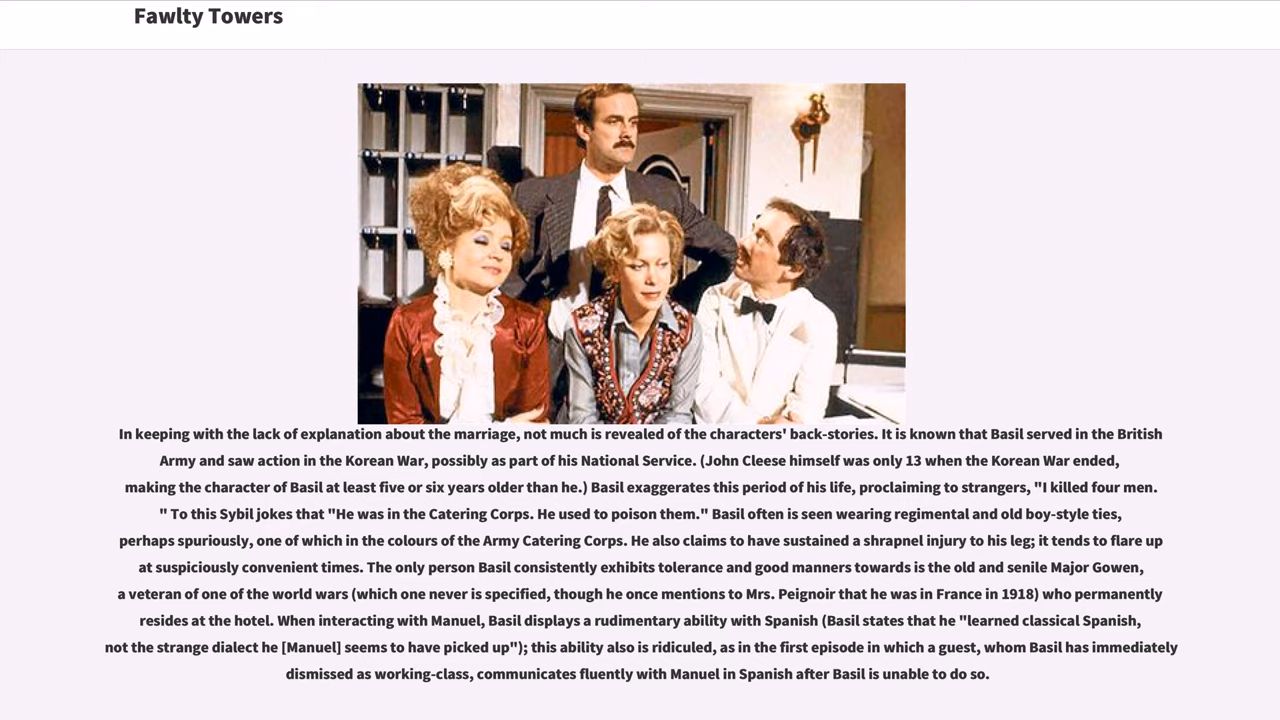 Fawlty Towers
In keeping with the lack of explanation about the marriage, not much is revealed of the characters' back-stories. It is known that Basil served in the British
Army and saw action in the Korean War, possibly as part of his National Service. (John Cleese himself was only 13 when the Korean War ended,
making the character of Basil at least five or six years older than he.) Basil exaggerates this period of his life, proclaiming to strangers, "I killed four men.
" To this Sybil jokes that "He was in the Catering Corps. He used to poison them." Basil often is seen wearing regimental and old boy-style ties,
perhaps spuriously, one of which in the colours of the Army Catering Corps. He also claims to have sustained a shrapnel injury to his leg; it tends to flare up
at suspiciously convenient times. The only person Basil consistently exhibits tolerance and good manners towards is the old and senile Major Gowen,
a veteran of one of the world wars (which one never is specified, though he once mentions to Mrs. Peignoir that he was in France in 1918) who permanently
resides at the hotel. When interacting with Manuel, Basil displays a rudimentary ability with Spanish (Basil states that he "learned classical Spanish,
not the strange dialect he [Manuel] seems to have picked up"); this ability also is ridiculed, as in the first episode in which a guest, whom Basil has immediately
dismissed as working-class, communicates fluently with Manuel in Spanish after Basil is unable to do so.